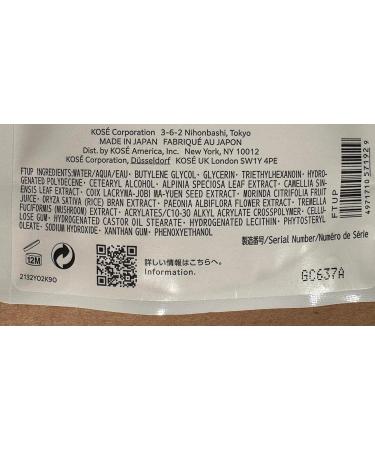 KOSÉ Corporation 3-6-2 Nihonbashi, Tokyo
MADE IN JAPAN FABRIQUÉ AU JAPON
Dist. by KOSÉ America, Inc. New York, NY 10012
KOSÉ Corporation, Düsseldorf KOSÉ UK London SW1Y 4PE
FTUP INGREDIENTS:WATER/AQUA/EAU・BUTYLENE GLYCOL・GLYCERIN・TRIETHYLHEXANOIN・HYDRO-
GENATED POLYDECENE・CETEARYL ALCOHOL・ALPINIA SPECIOSA LEAF EXTRACT・CAMELLIA SIN-
ENSIS LEAF EXTRACT・COIX LACRYMA-JOBI MA-YUEN SEED EXTRACT・MORINDA CITRIFOLIA FRUIT
JUICE・ORYZA SATIVA (RICE) BRAN EXTRACT・PAEONIA ALBIFLORA FLOWER EXTRACT・TREMELLA
FUCIFORMIS (MUSHROOM) EXTRACT・ACRYLATES/C10-30 ALKYL ACRYLATE CROSSPOLYMER・CELLU-
LOSE GUM・HYDROGENATED CASTOR OIL STEARATE・HYDROGENATED LECITHIN・PHYTOSTERYL
OLEATE・SODIUM HYDROXIDE・XANTHAN GUM・PHENOXYETHANOL
FTUP
4971710571929
12M
2132YO2K90
詳しい情報はこちらへ。
Information.
製造番号/Serial Number/Numéro de Série
GC637A